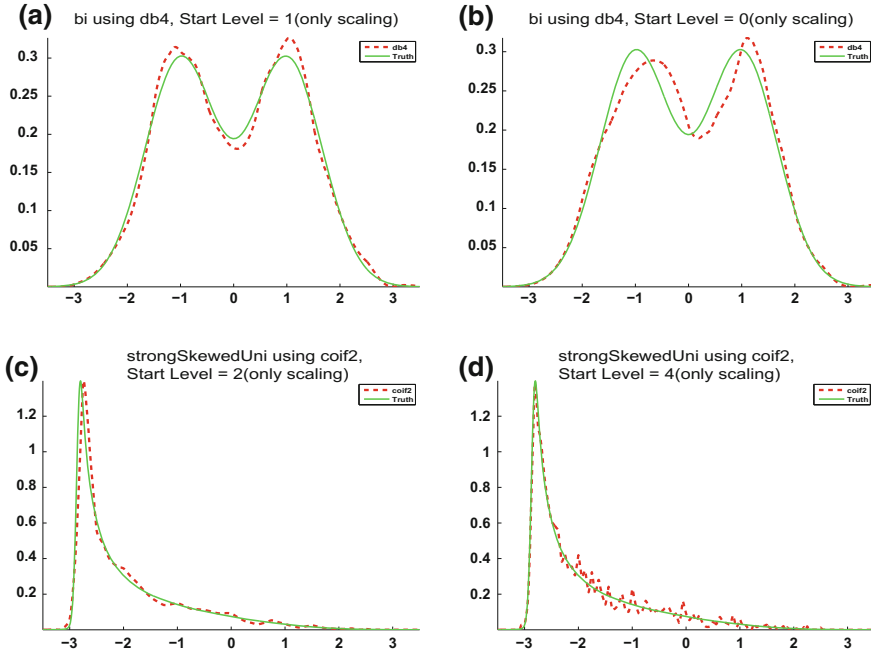 (a)
bi using db4, Start Level = 1(only scaling)
db4
Truth
0.3
0.25
0.2
0.15
0.1
0.05
−3 −2 −1 0 1 2 3
(b)
bi using db4, Start Level = 0(only scaling)
db4
Truth
0.3
0.25
0.2
0.15
0.1
0.05
−3 −2 −1 0 1 2 3
(c)
strongSkewedUni using coif2,
Start Level = 2(only scaling)
coif2
Truth
1.2
1
0.8
0.6
0.4
0.2
−3 −2 −1 0 1 2 3
(d)
strongSkewedUni using coif2,
Start Level = 4(only scaling)
coif2
Truth
1.2
1
0.8
0.6
0.4
0.2
−3 −2 −1 0 1 2 3